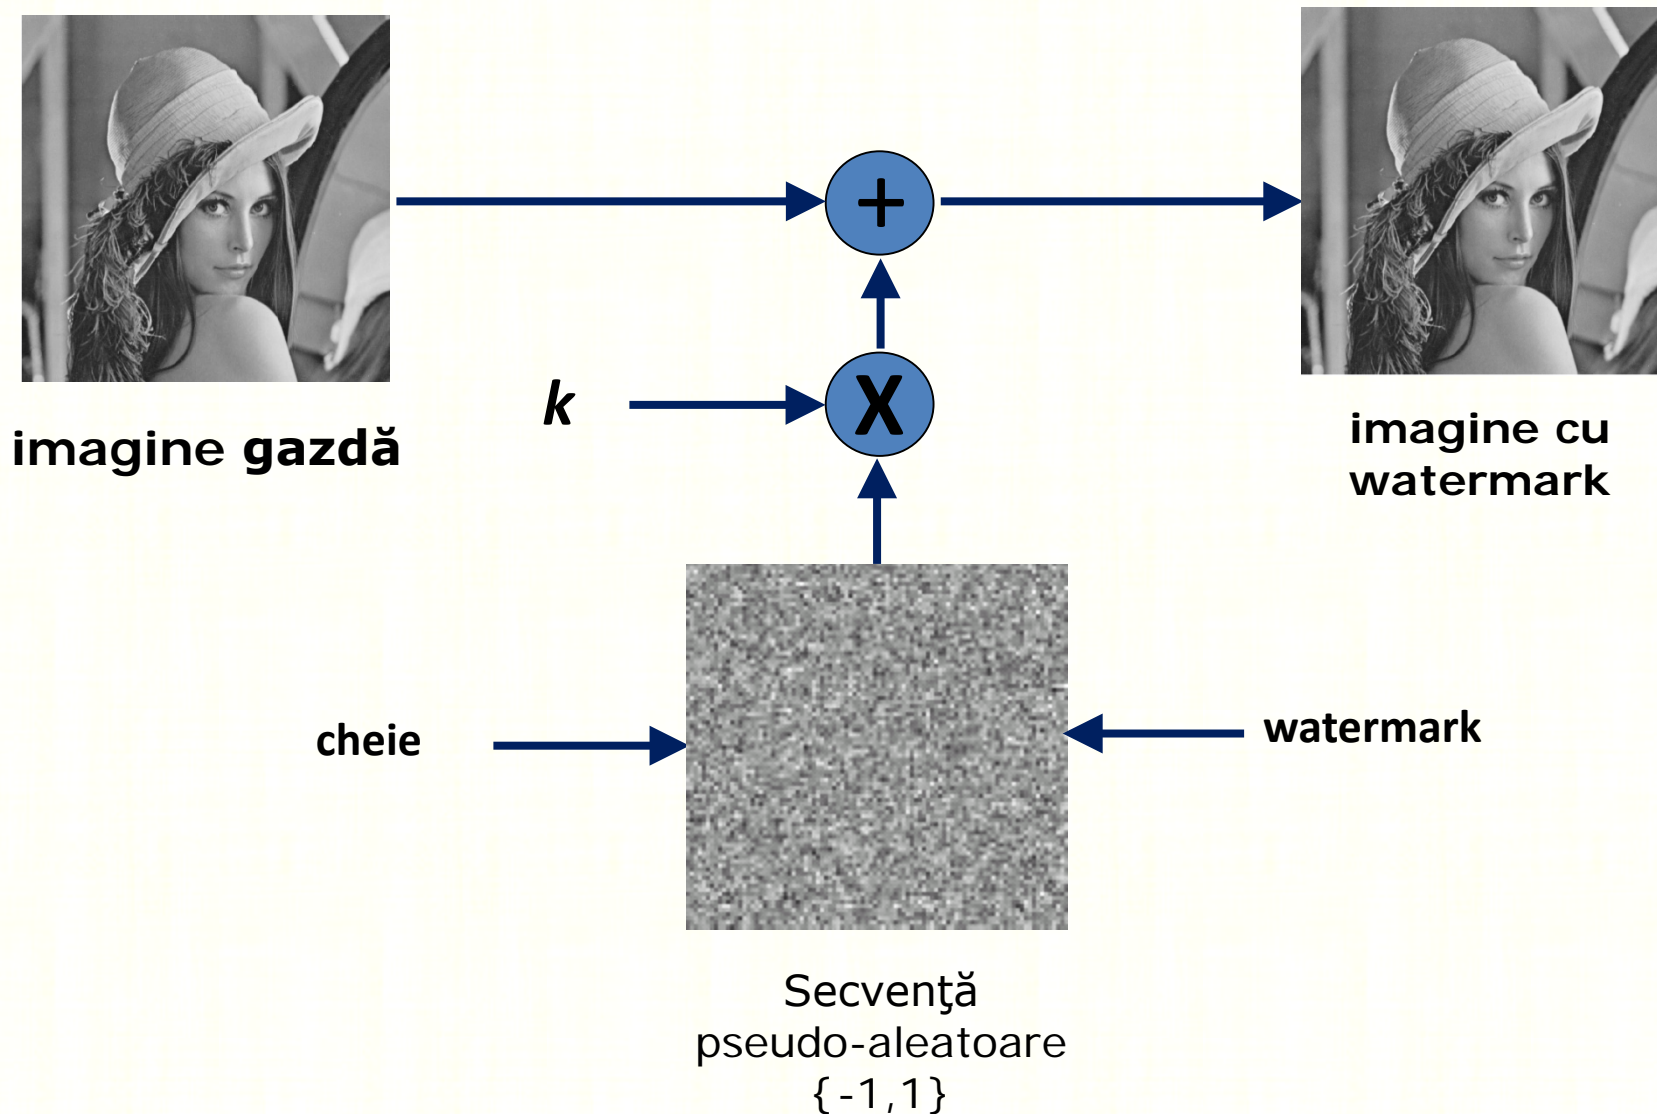 +
k
X
imagine gazdă
imagine cu
watermark
cheie
watermark
Secvenţă
pseudo-aleatoare
{-1,1}